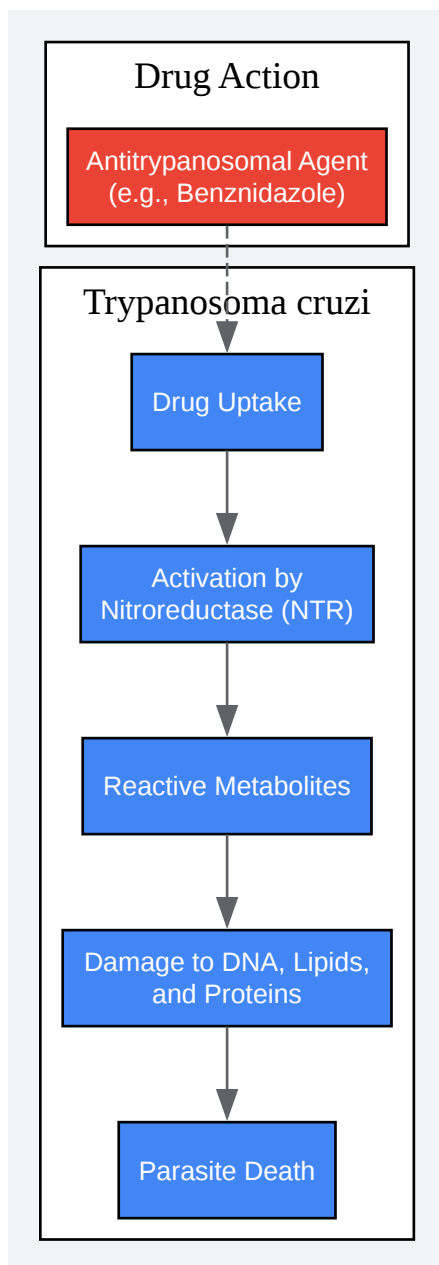 Drug Action
Antitrypanosomal Agent
(e.g., Benznidazole)
Trypanosoma cruzi
Drug Uptake
Activation by
Nitroreductase (NTR)
Reactive Metabolites
Damage to DNA, Lipids,
and Proteins
Parasite Death